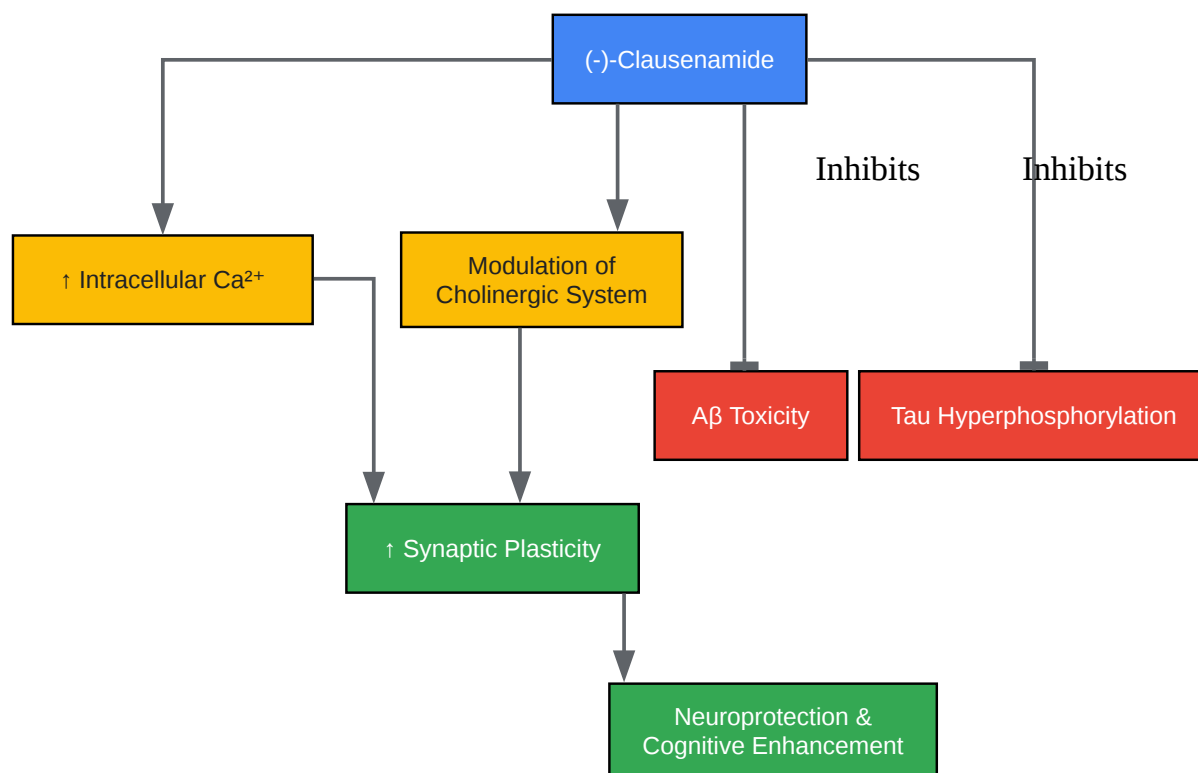 (-)-Clausenamide
Inhibits
Inhibits
↑ Intracellular Ca²⁺
Modulation of
Cholinergic System
Aβ Toxicity
Tau Hyperphosphorylation
↑ Synaptic Plasticity
Neuroprotection &
Cognitive Enhancement